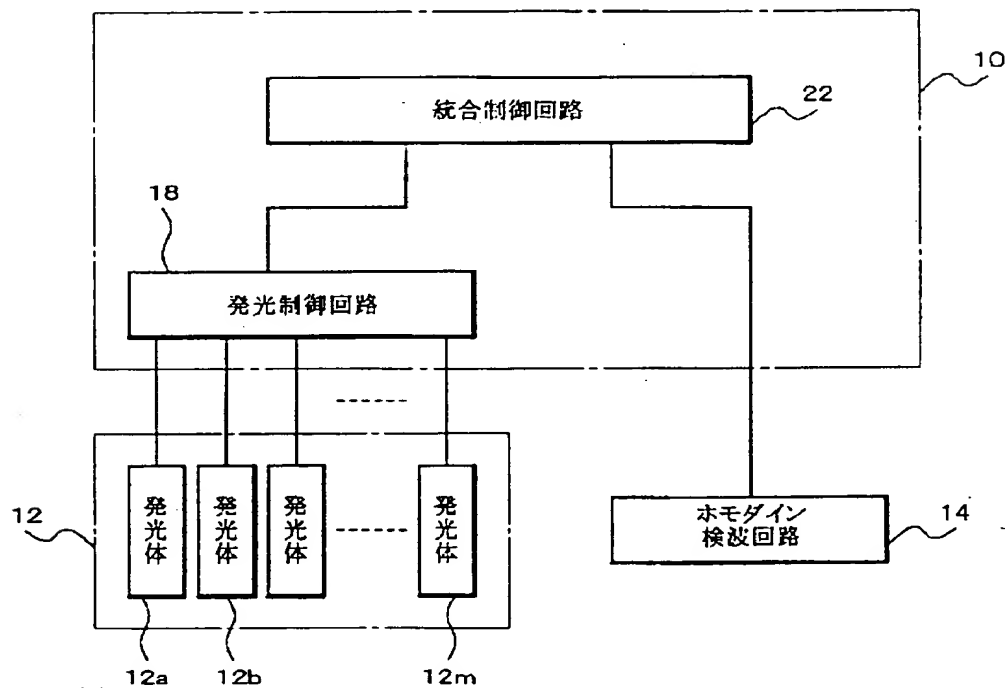 10
統合制御回路
22
18
発光制御回路
12
発光体
発光体
発光体
発光体
ホモダイン
検波回路
14
12a
12b
12m